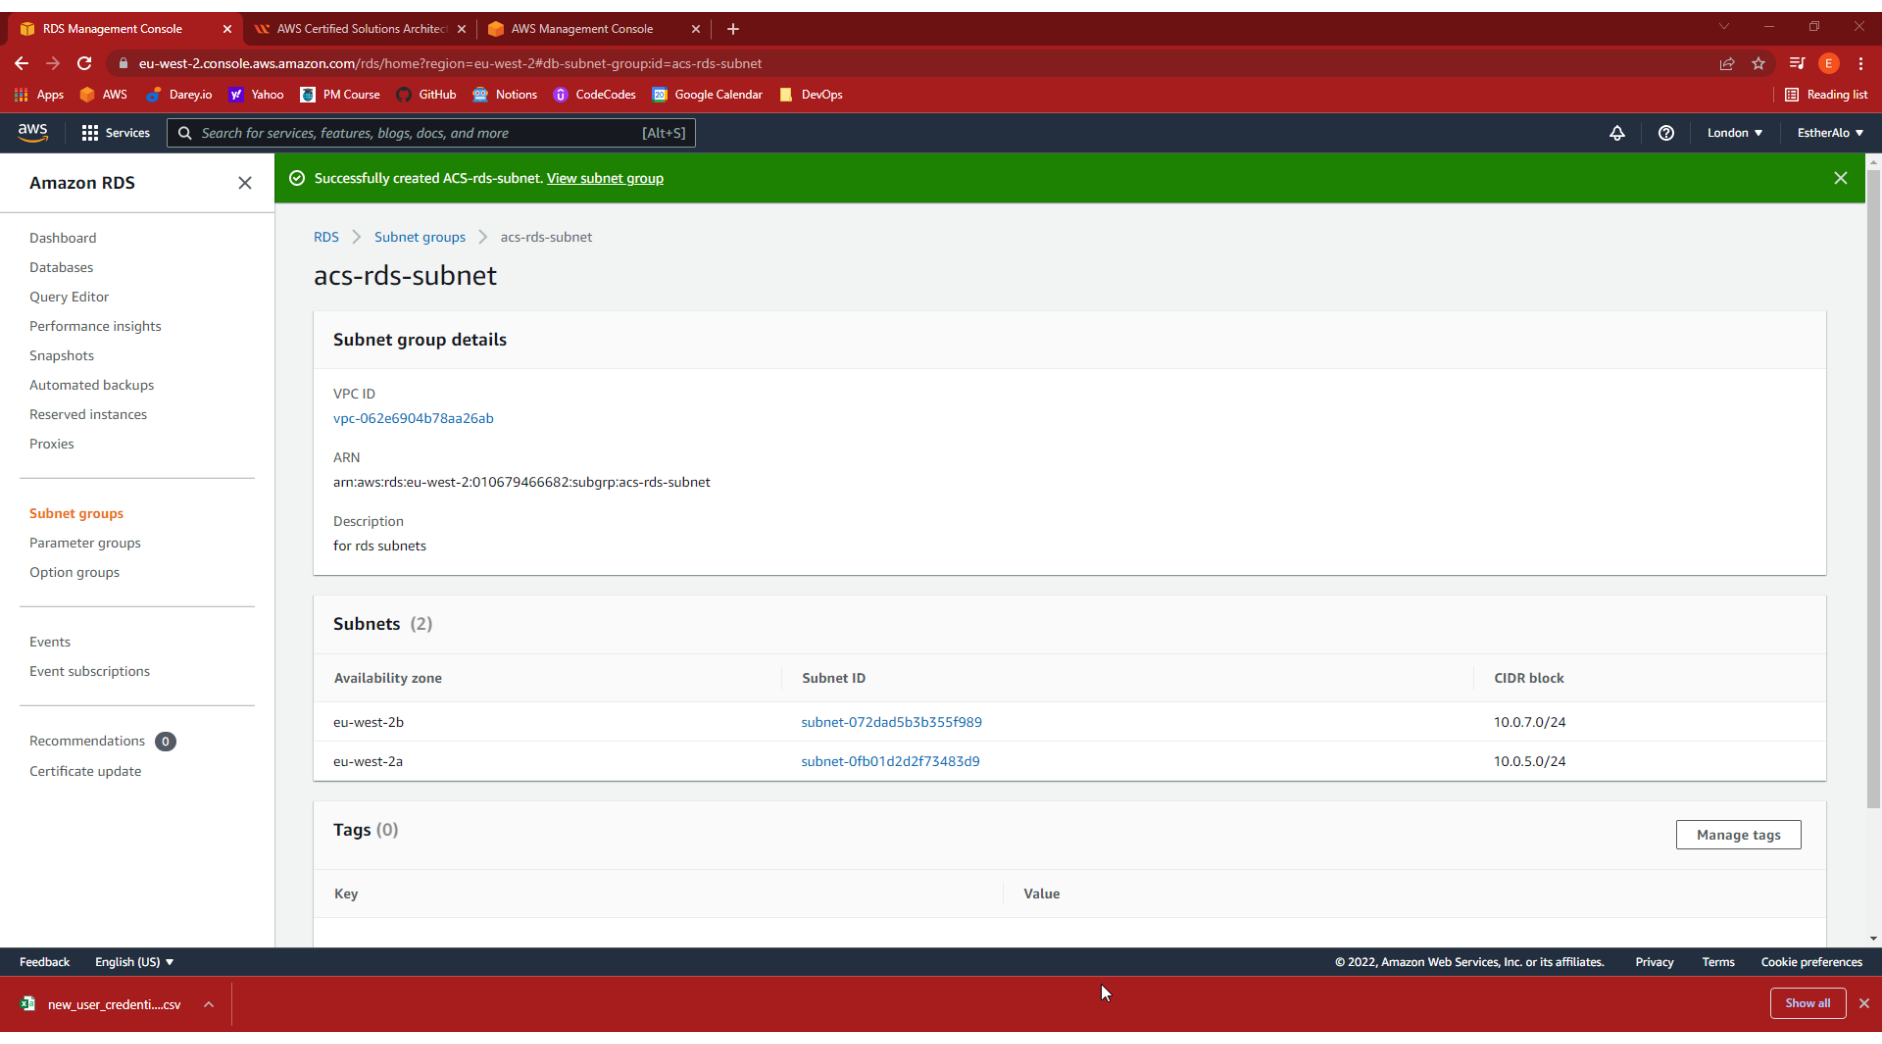 RDS Management Console
AWS Certified Solutions Architect
AWS Management Console
eu-west-2.console.aws.amazon.com/rds/home?region=eu-west-2#db-subnet-group:id=acs-rds-subnet
E
Apps AWS Darey.io Yahoo PM Course GitHub Notions CodeCodes Google Calendar DevOps Reading list
aws Services Search for services, features, blogs, docs, and more [Alt+S] London ▼ EstherAlo ▼
Amazon RDS
Successfully created ACS-rds-subnet. View subnet group
Dashboard
Databases
Query Editor
Performance insights
Snapshots
Automated backups
Reserved instances
Proxies
Subnet groups
Parameter groups
Option groups
Events
Event subscriptions
Recommendations 0
Certificate update
RDS > Subnet groups > acs-rds-subnet
acs-rds-subnet
Subnet group details
VPC ID
vpc-062e6904b78aa26ab
ARN
arn:aws:rds:eu-west-2:010679466682:subgrp:acs-rds-subnet
Description
for rds subnets
Subnets (2)
Availability zone Subnet ID CIDR block
eu-west-2b subnet-072dad5b3b355f989 10.0.7.0/24
eu-west-2a subnet-0fb01d2d2f73483d9 10.0.5.0/24
Tags (0)
Manage tags
Key Value
Feedback English (US) ▼ © 2022, Amazon Web Services, Inc. or its affiliates. Privacy Terms Cookie preferences
new_user_credenti....csv Show all